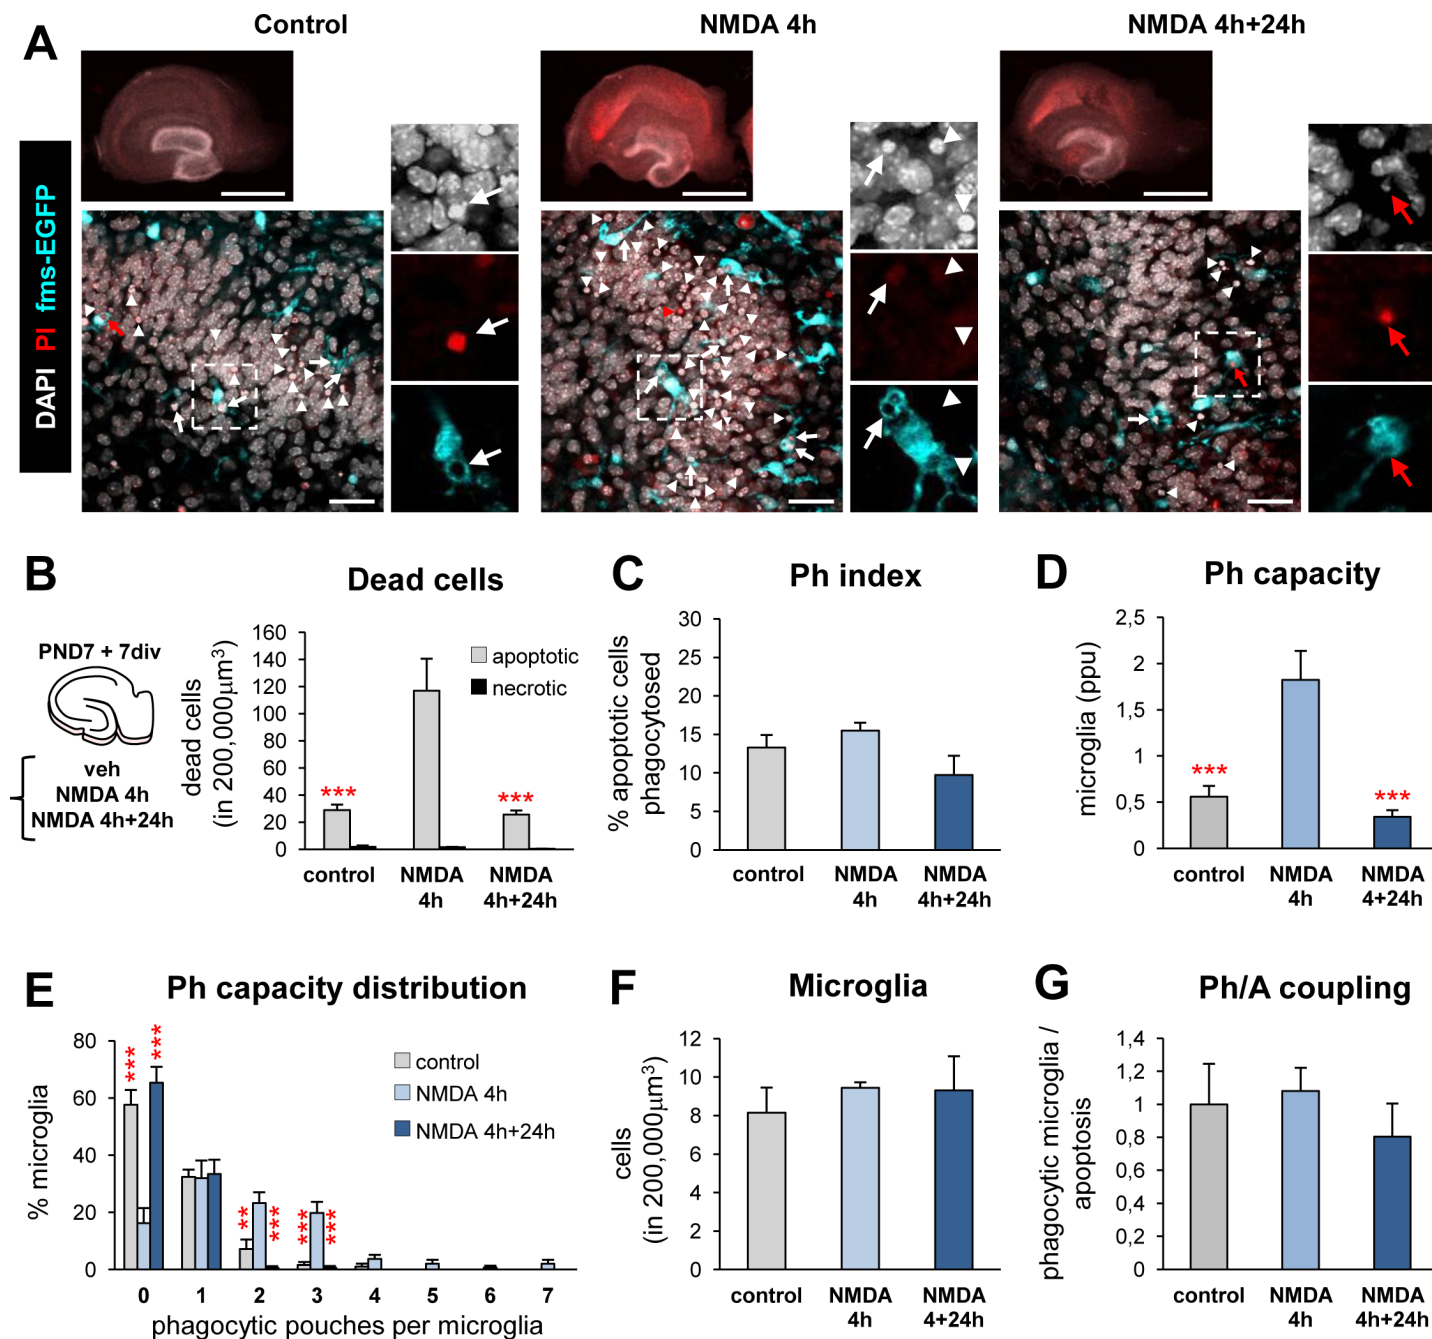 A
Control
NMDA 4h
NMDA 4h+24h
DAPI PI fms-EGFP
B
Dead cells
PND7 + 7div
veh
NMDA 4h
NMDA 4h+24h
dead cells
(in 200,000μm³)
160
140
120
100
80
60
40
20
0
apoptotic
necrotic
***
***
control
NMDA
4h
NMDA
4h+24h
C
Ph index
% apoptotic cells
phagocytosed
30
25
20
15
10
5
0
control
NMDA
4h
NMDA
4h+24h
D
Ph capacity
microglia (ppu)
2,5
2
1,5
1
0,5
0
***
***
control
NMDA
4h
NMDA
4+24h
E
Ph capacity distribution
% microglia
80
60
40
20
0
control
NMDA 4h
NMDA 4h+24h
***
***
**
***
***
***
0 1 2 3 4 5 6 7
phagocytic pouches per microglia
F
Microglia
cells
(in 200,000μm³)
12
10
8
6
4
2
0
control
NMDA
4h
NMDA
4+24h
G
Ph/A coupling
phagocytic microglia /
apoptosis
1,4
1,2
1
0,8
0,6
0,4
0,2
0
control
NMDA
4h
NMDA
4h+24h